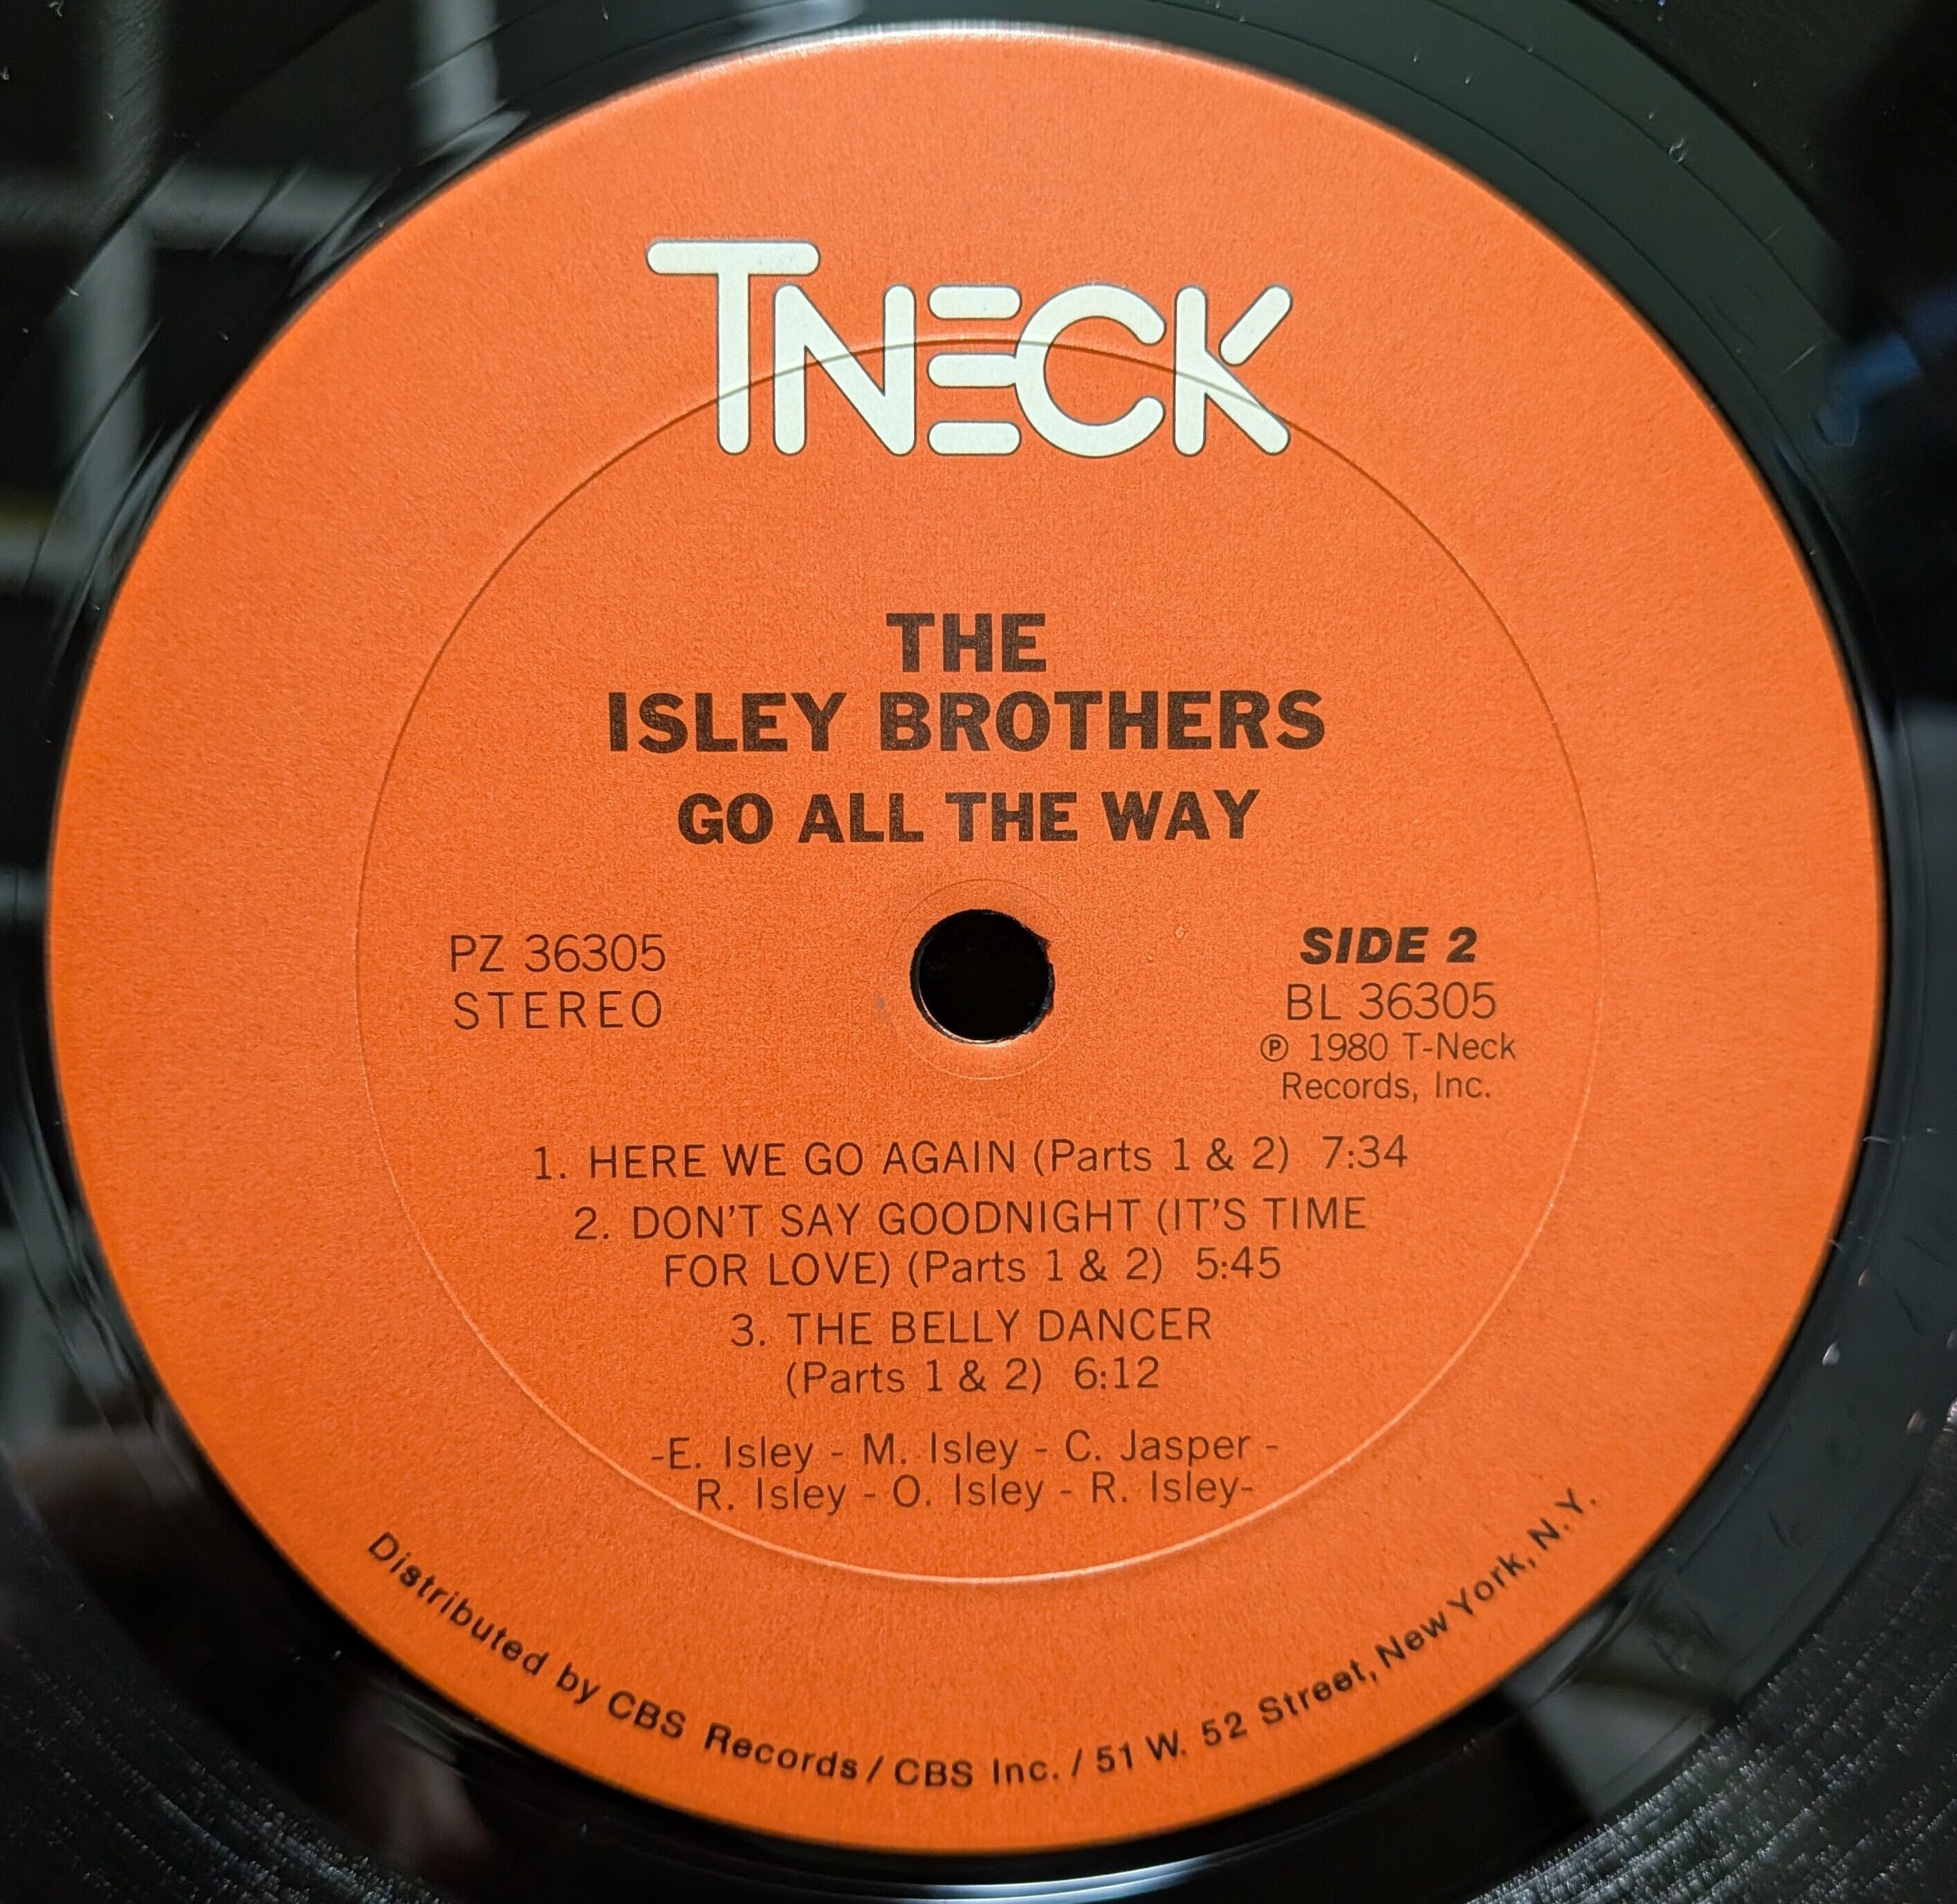 TNECK
THE
ISLEY BROTHERS
GO ALL THE WAY
PZ 36305
STEREO
SIDE 2
BL 36305
℗ 1980 T-Neck
Records, Inc.
1. HERE WE GO AGAIN (Parts 1 & 2) 7:34
2. DON'T SAY GOODNIGHT (IT'S TIME
FOR LOVE) (Parts 1 & 2) 5:45
3. THE BELLY DANCER
(Parts 1 & 2) 6:12
-E. Isley - M. Isley - C. Jasper -
R. Isley - O. Isley - R. Isley-
Distributed by CBS Records / CBS Inc. / 51 W. 52 Street, New York, N.Y.